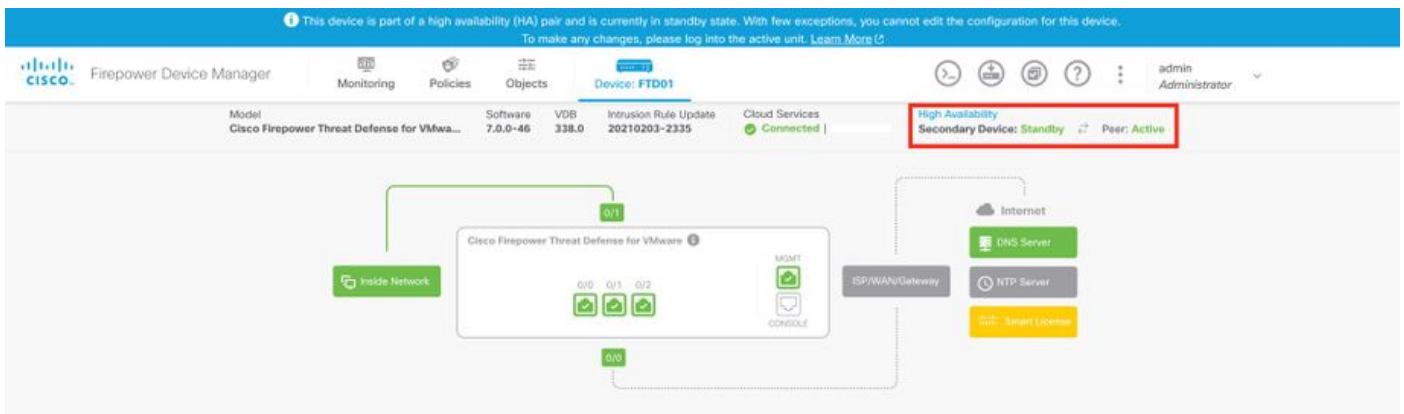 This device is part of a high availability (HA) pair and is currently in standby state. With few exceptions, you cannot edit the configuration for this device.
To make any changes, please log into the active unit. Learn More
CISCO
Firepower Device Manager
Monitoring
Policies
Objects
Device: FTD01
admin
Administrator
Model
Cisco Firepower Threat Defense for VMwa...
Software
7.0.0-46
VDB
338.0
Intrusion Rule Update
20210203-2335
Cloud Services
Connected |
High Availability
Secondary Device: Standby Peer: Active
0/1
Internet
Cisco Firepower Threat Defense for VMware
DNS Server
MGMT
Inside Network
0/0 0/1 0/2
ISP/WAN/Gateway
NTP Server
CONSOLE
Smart License
0/0